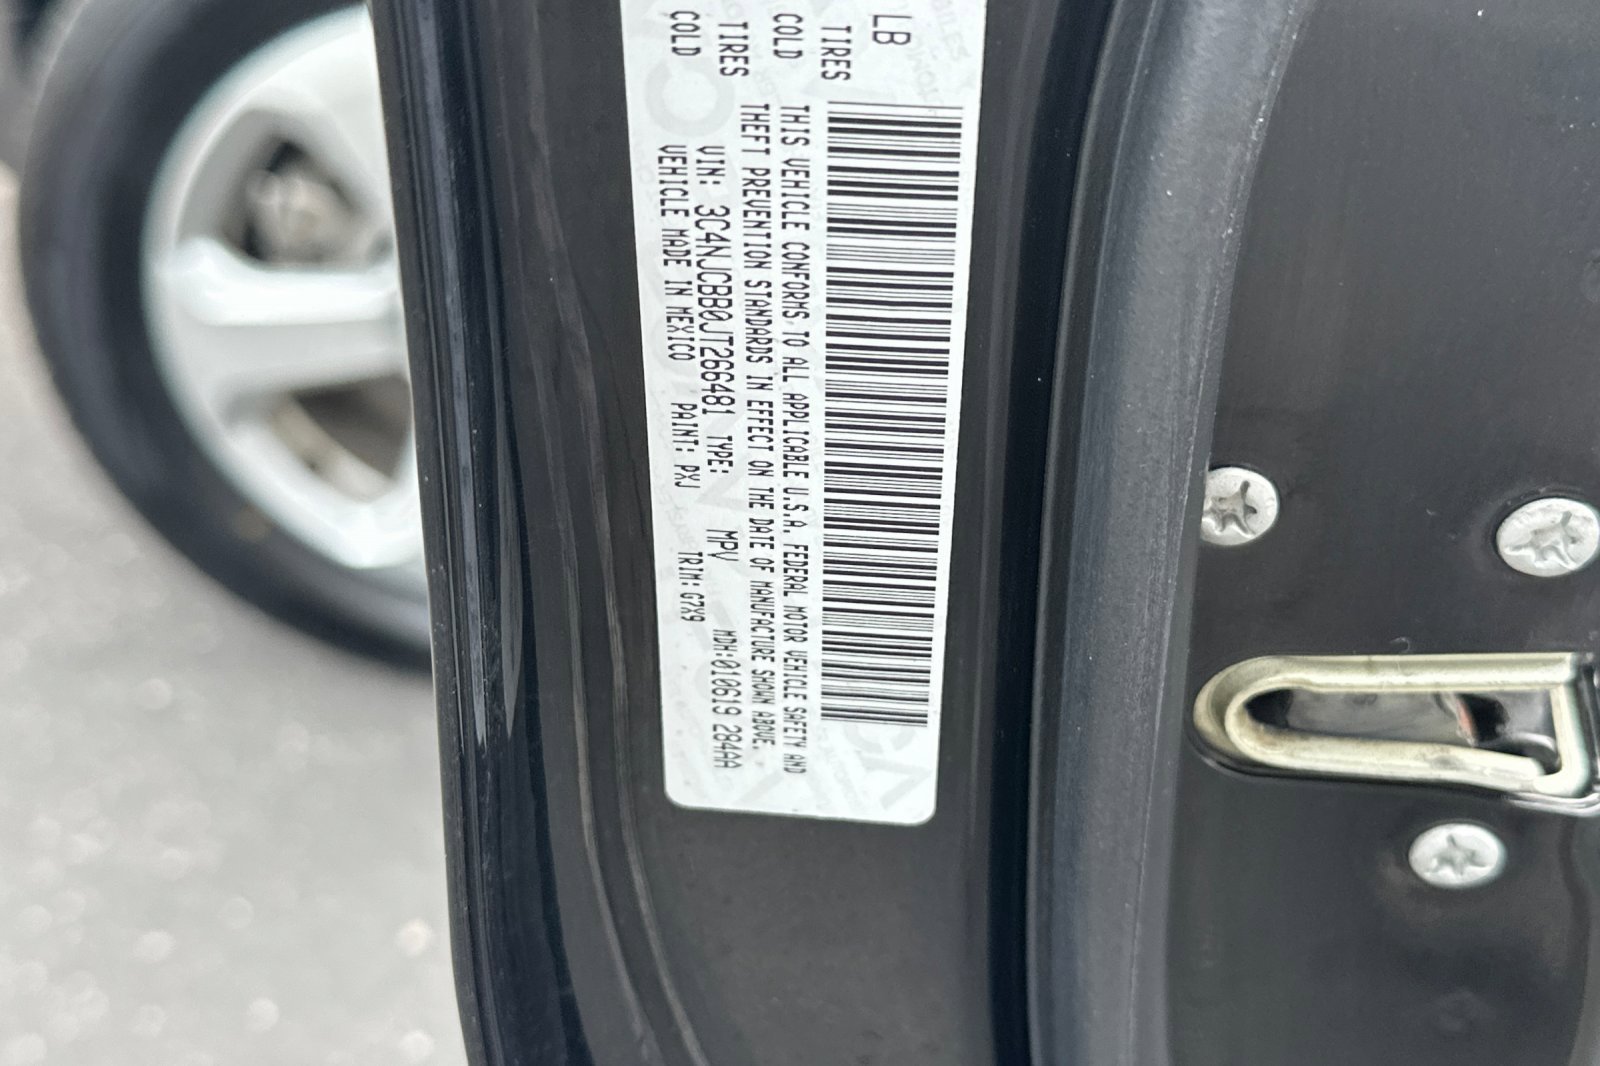 LB
TIRES COLD
TIRES COLD
THIS VEHICLE CONFORMS TO ALL APPLICABLE U.S.A. FEDERAL MOTOR VEHICLE SAFETY AND
THEFT PREVENTION STANDARDS IN EFFECT ON THE DATE OF MANUFACTURE SHOWN ABOVE.
VIN: 3C4NJCBB0JT266481 TYPE: MPV MDH:010619 284AA
VEHICLE MADE IN MEXICO PAINT: PXJ TRIM: G7X9